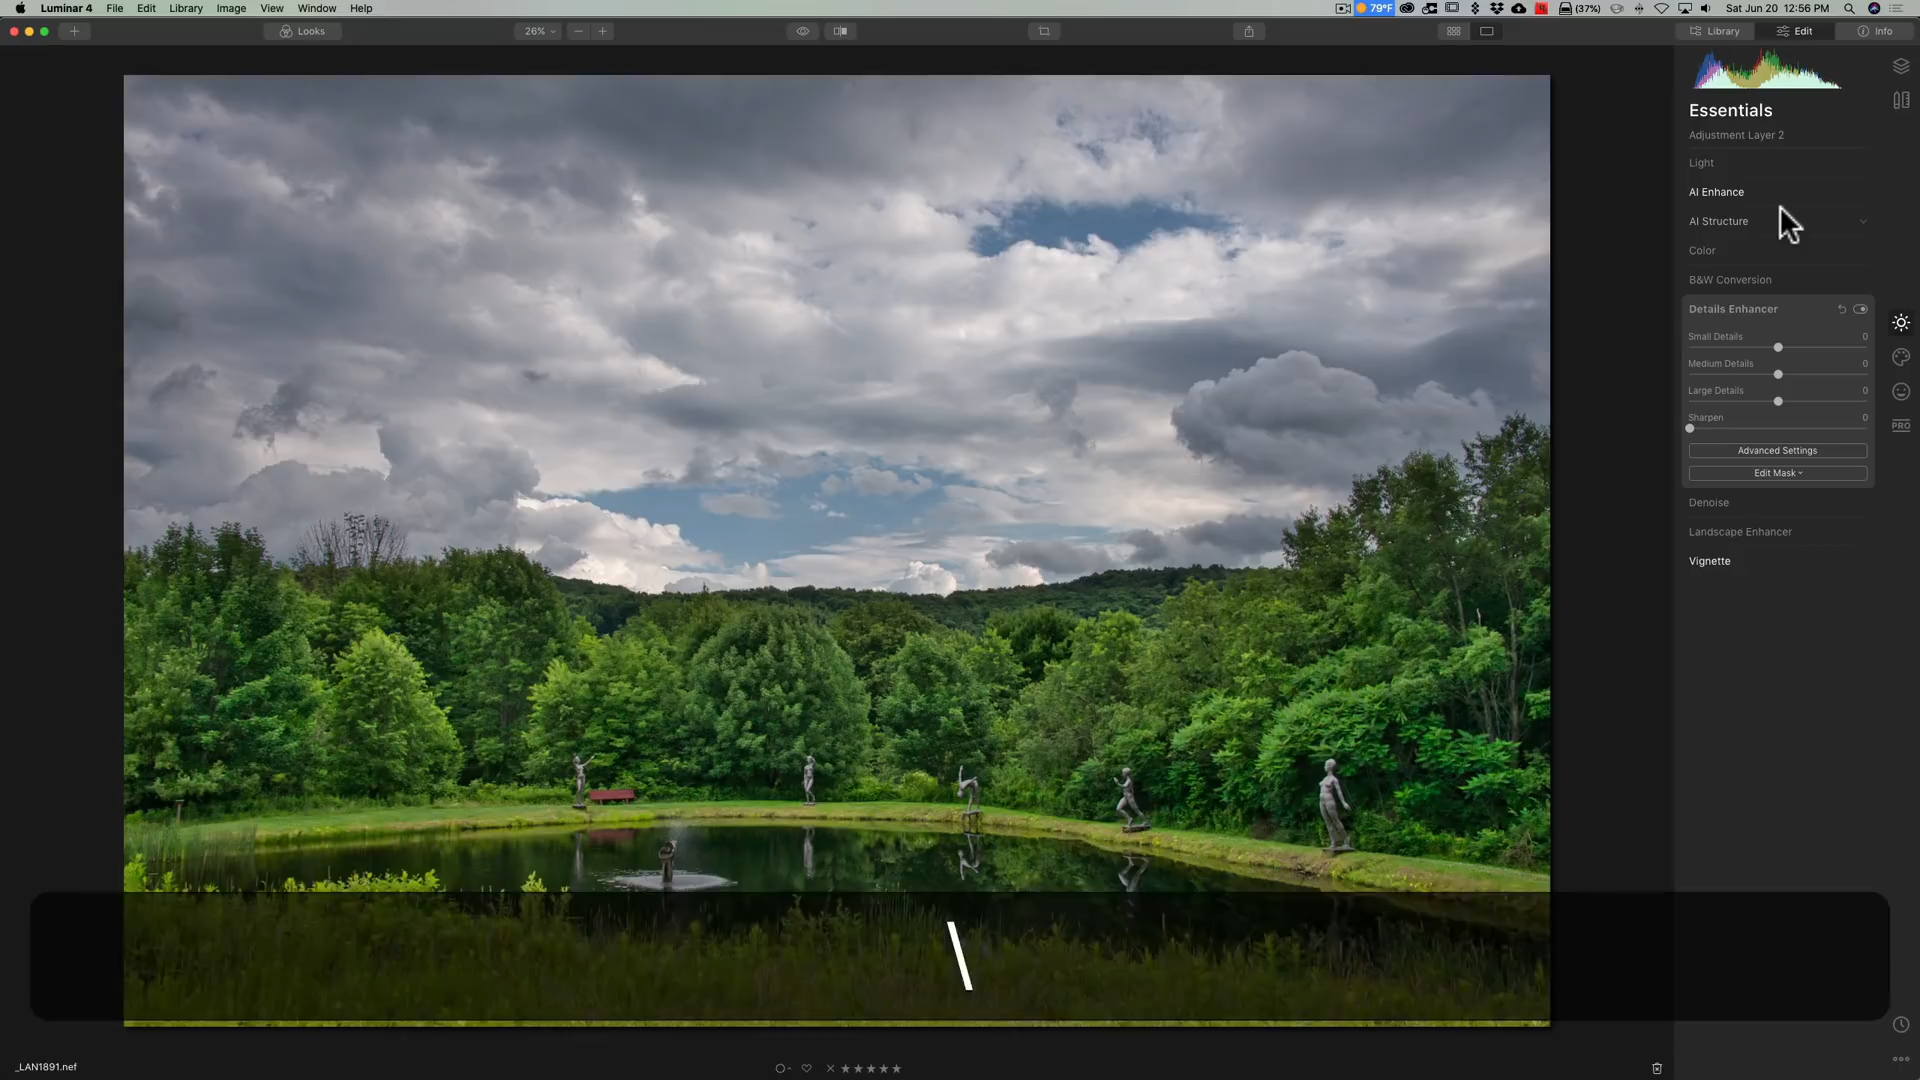 Luminar 4 File Edit Library Image View Window Help
79°F
(37%)
Sat Jun 20 12:56 PM
Looks
26%
Library
Edit
Info
Essentials
Adjustment Layer 2
Light
AI Enhance
AI Structure
Color
B&W Conversion
Details Enhancer
Small Details 0
Medium Details 0
Large Details 0
Sharpen 0
Advanced Settings
Edit Mask
PRO
Denoise
Landscape Enhancer
Vignette
\
_LAN1891.nef